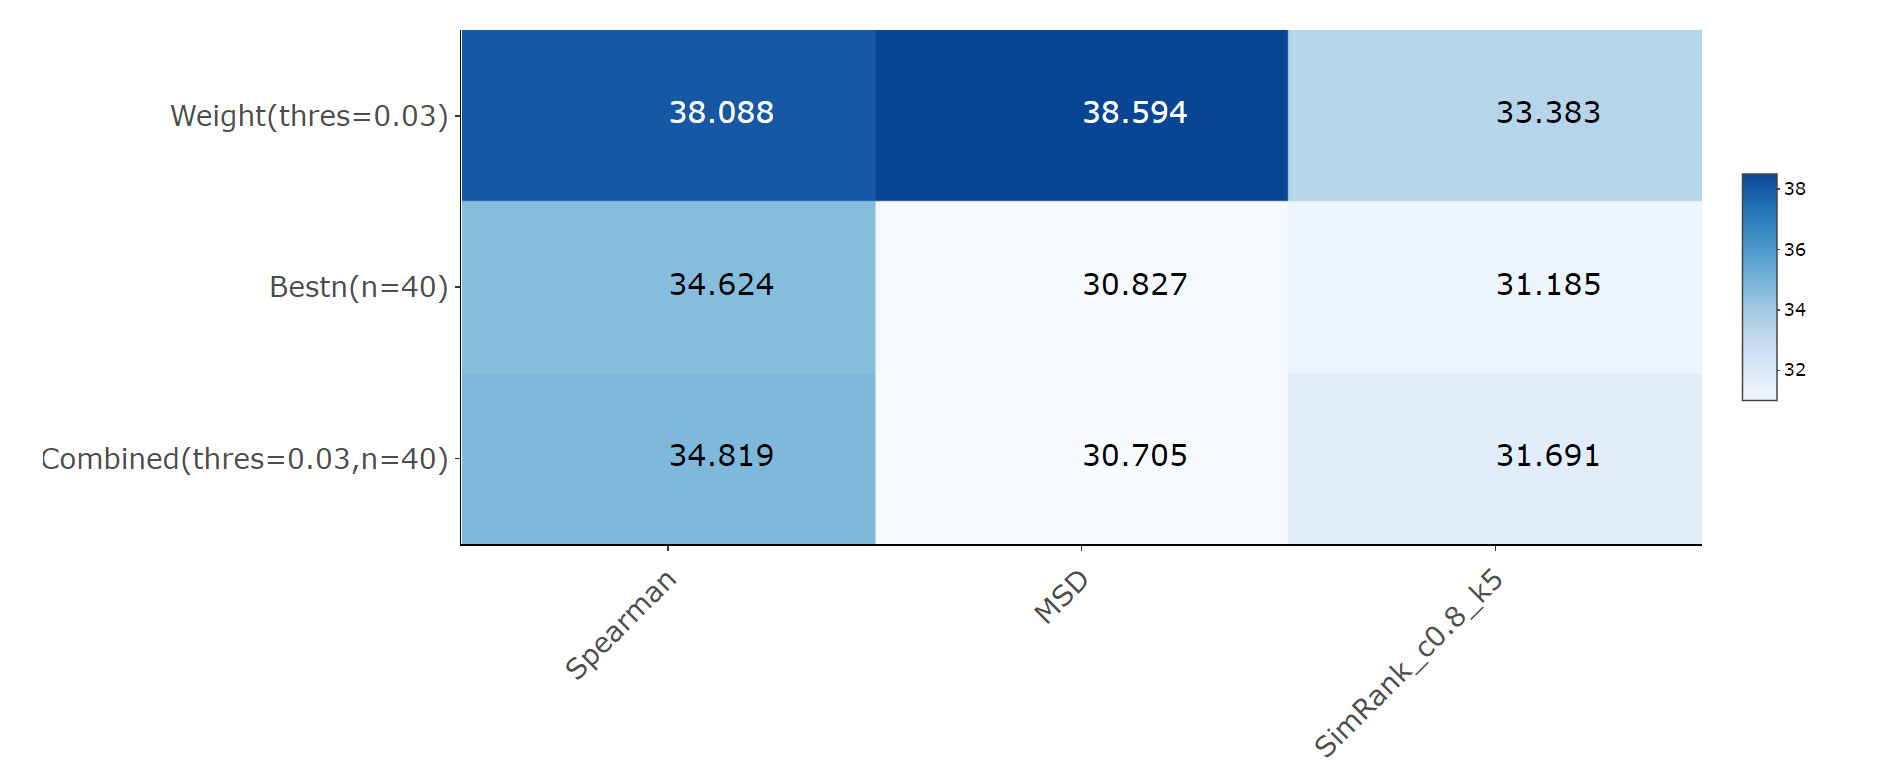 Weight(thres=0.03)
38.088
38.594
33.383
Bestn(n=40)
34.624
30.827
31.185
Combined(thres=0.03,n=40)
34.819
30.705
31.691
Spearman
MSD
SimRank_c0.8_k5
38
36
34
32